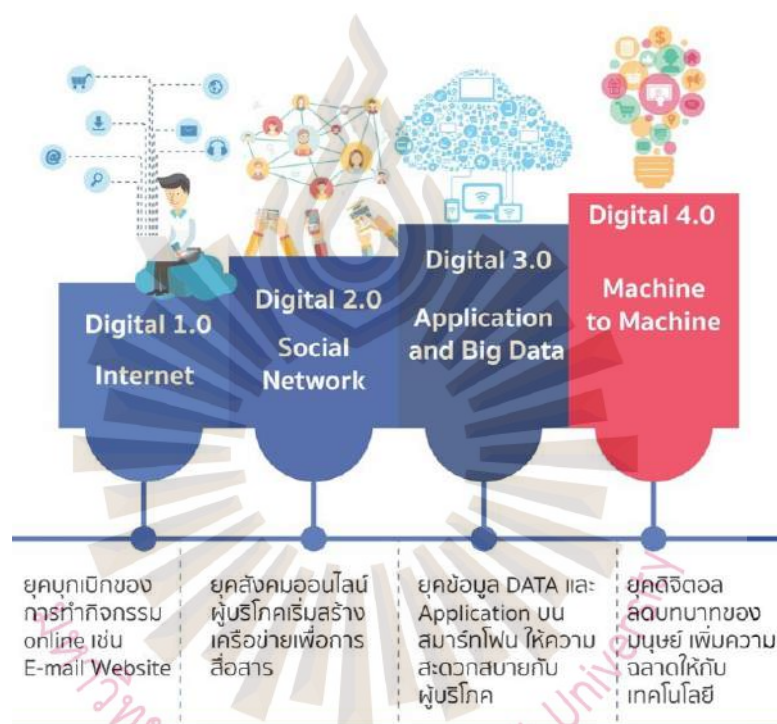 Digital 1.0
Internet
Digital 2.0
Social
Network
Digital 3.0
Application
and Big Data
Digital 4.0
Machine
to Machine
ยุคบุกเบิกของ
การทำกิจกรรม
online เช่น
E-mail Website
ยุคสังคมออนไลน์
ผู้บริโภคเริ่มสร้าง
เครือข่ายเพื่อการ
สื่อสาร
ยุคข้อมูล DATA และ
Application บน
สมาร์ทโฟน ให้ความ
สะดวกสบายกับ
ผู้บริโภค
ยุคดิจิตอล
ลดบทบาทของ
มนุษย์ เพิ่มความ
ฉลาดให้กับ
เทคโนโลยี
University